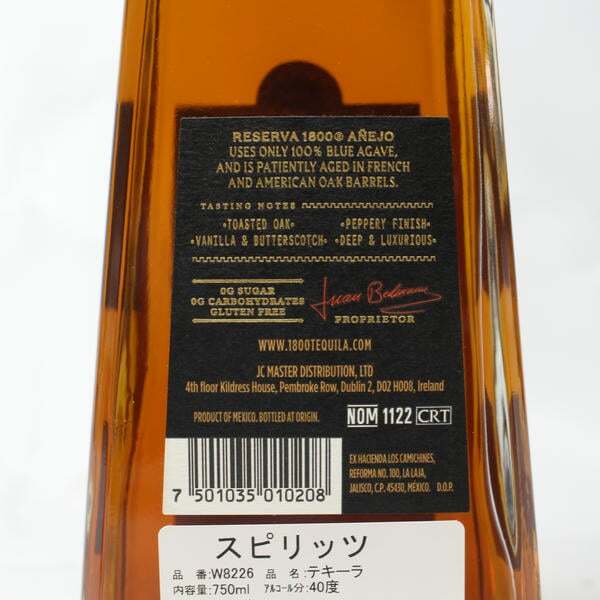 RESERVA 1800® AÑEJO
USES ONLY 100% BLUE AGAVE,
AND IS PATIENTLY AGED IN FRENCH
AND AMERICAN OAK BARRELS.
TASTING NOTES
•TOASTED OAK• •PEPPERY FINISH•
•VANILLA & BUTTERSCOTCH• •DEEP & LUXURIOUS•
0G SUGAR
0G CARBOHYDRATES
GLUTEN FREE
PROPRIETOR
WWW.1800TEQUILA.COM
JC MASTER DISTRIBUTION, LTD
4th floor Kildress House, Pembroke Row, Dublin 2, D02 H008, Ireland
PRODUCT OF MEXICO. BOTTLED AT ORIGIN.
NOM 1122 CRT
EX HACIENDA LOS CAMICHINES,
REFORMA NO. 100, LA LAJA,
JALISCO, C.P. 45430, MÉXICO. D.O.P.
7 501035 010208
スピリッツ
品 番:W8226 品 名:テキーラ
内容量:750ml アルコール分:40度